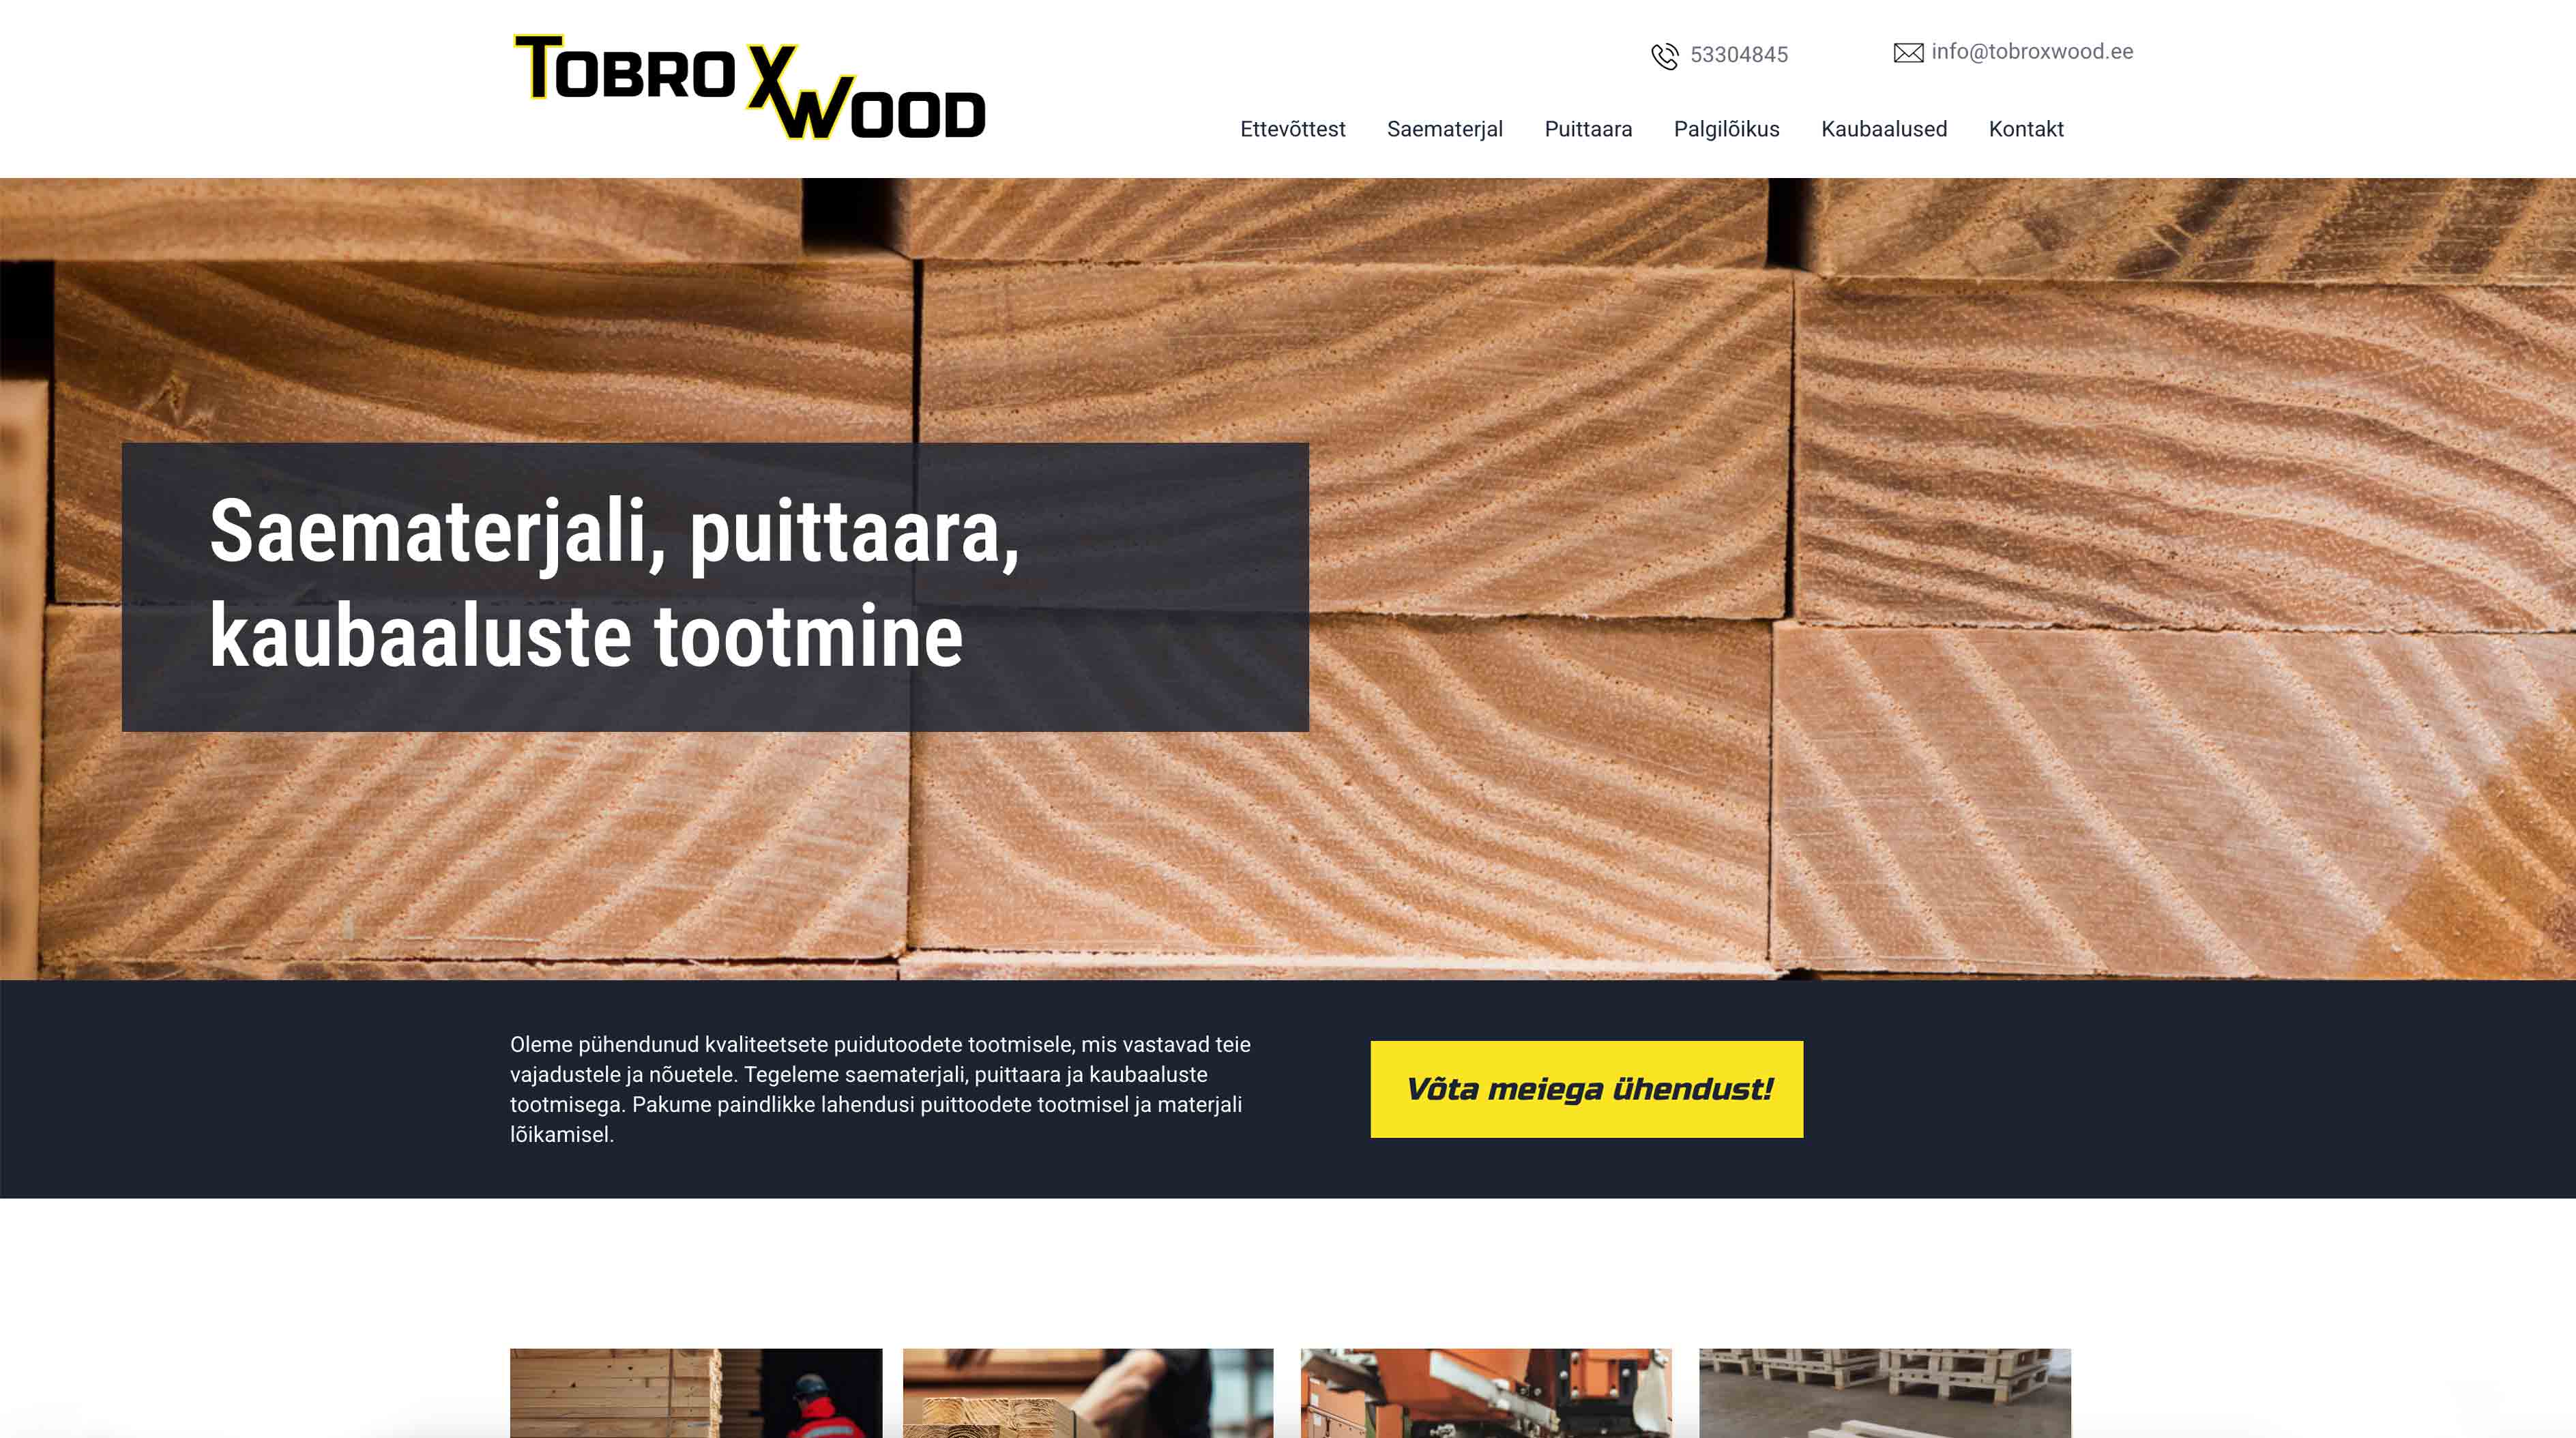 TOBROXWOOD
53304845
info@tobroxwood.ee
Ettevõttest Saematerjal Puittaara Palgilõikus Kaubaalused Kontakt
Saematerjali, puittaara,
kaubaaluste tootmine
Oleme pühendunud kvaliteetsete puidutoodete tootmisele, mis vastavad teie
vajadustele ja nõuetele. Tegeleme saematerjali, puittaara ja kaubaaluste
tootmisega. Pakume paindlikke lahendusi puittoodete tootmisel ja materjali
lõikamisel.
Võta meiega ühendust!